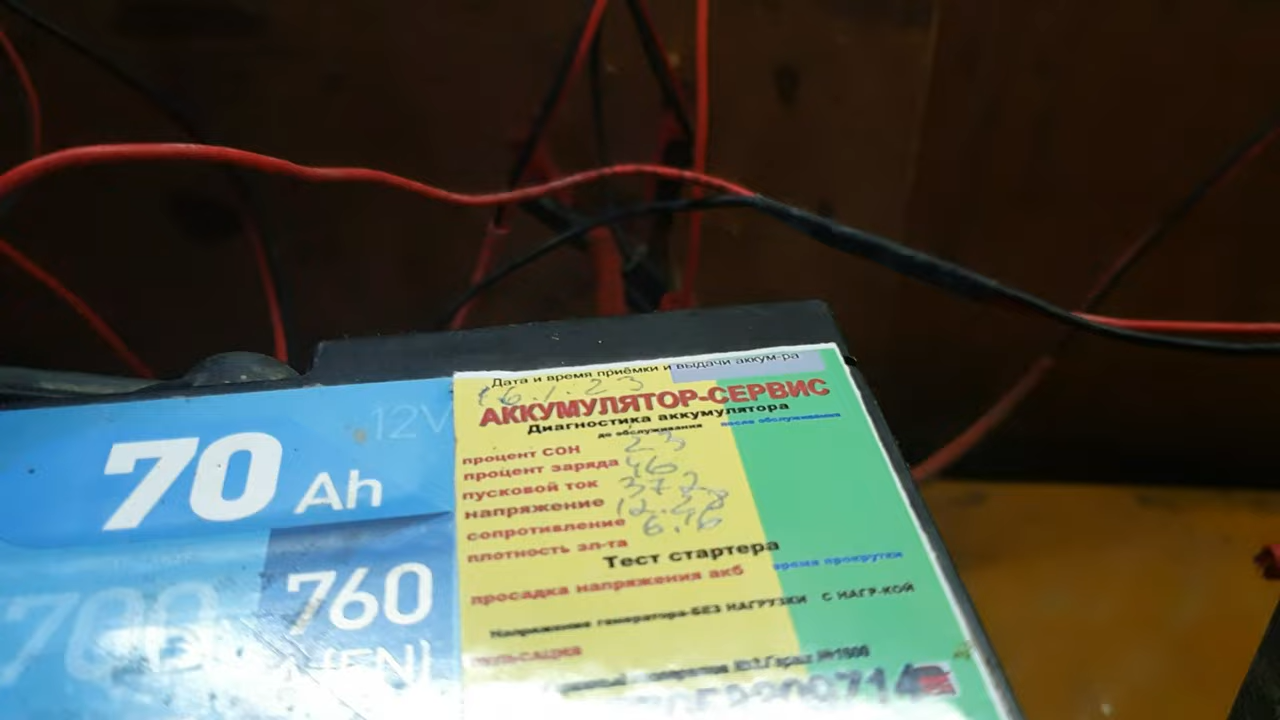 12V
70 Ah
760
(EN)
Дата и время приёмки и выдачи аккум-ра
16.1.23
АККУМУЛЯТОР-СЕРВИС
Диагностика аккумулятора
до обслуживания после обслуживания
процент СОН 23
процент заряда 46
пусковой ток 372
напряжение 12.28
сопротивление 6.16
плотность эл-та
Тест стартера
просадка напряжения акб время прокрутки
Напряжение генератора-БЕЗ НАГРУЗКИ С НАГР-КОЙ